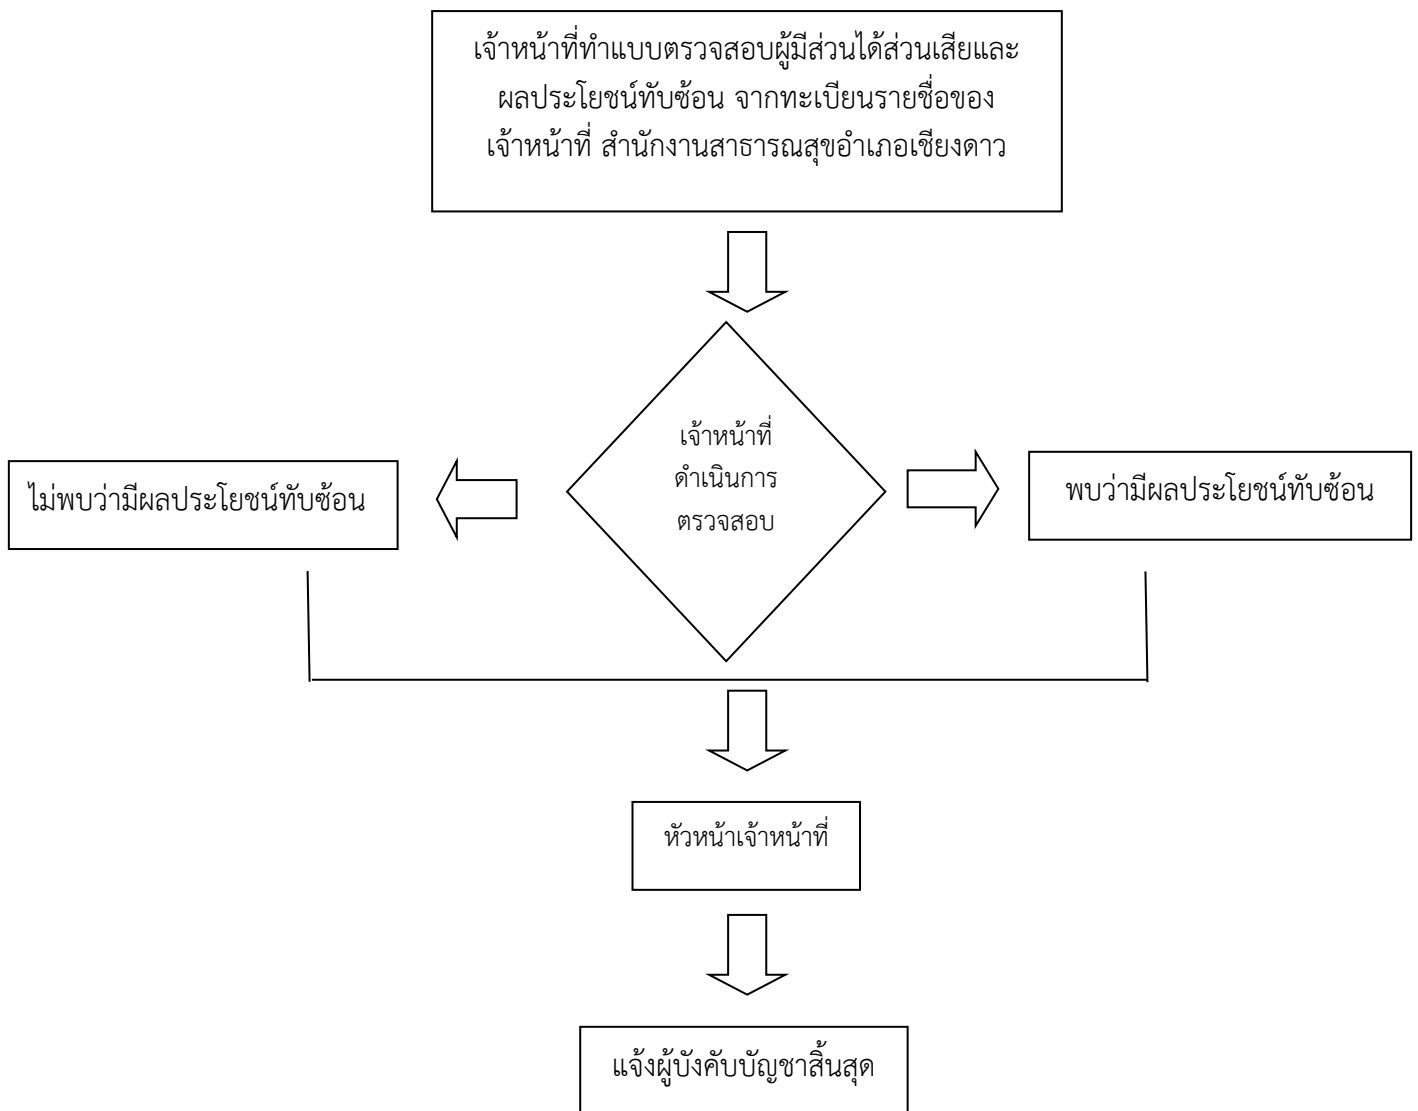 เจ้าหน้าที่ทำแบบตรวจสอบผู้มีส่วนได้ส่วนเสียและ
ผลประโยชน์ทับซ้อน จากทะเบียนรายชื่อของ
เจ้าหน้าที่ สำนักงานสาธารณสุขอำเภอเชียงดาว
เจ้าหน้าที่
ดำเนินการ
ตรวจสอบ
ไม่พบว่ามีผลประโยชน์ทับซ้อน
พบว่ามีผลประโยชน์ทับซ้อน
หัวหน้าเจ้าหน้าที่
แจ้งผู้บังคับบัญชาสิ้นสุด